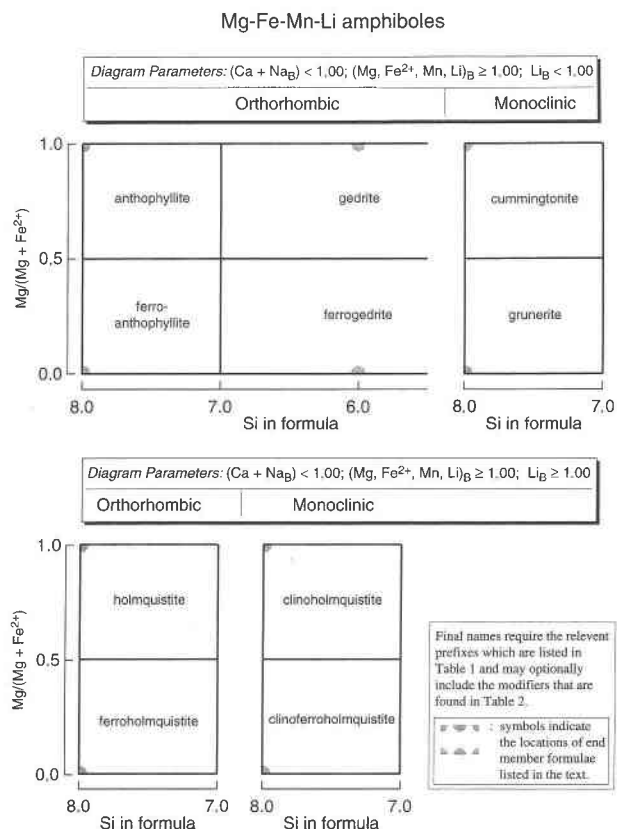 Mg-Fe-Mn-Li amphiboles
Diagram Parameters: (Ca + NaB) < 1.00; (Mg, Fe2+, Mn, Li)B ≥ 1.00; LiB < 1.00
Orthorhombic Monoclinic
Mg/(Mg + Fe2+)
1.0
0.5
0.0
anthophyllite gedrite cummingtonite
ferro-
anthophyllite ferrogedrite grunerite
8.0 7.0 6.0 8.0 7.0
Si in formula Si in formula
Diagram Parameters: (Ca + NaB) < 1.00; (Mg, Fe2+, Mn, Li)B ≥ 1.00; LiB ≥ 1.00
Orthorhombic Monoclinic
Mg/(Mg + Fe2+)
1.0
0.5
0.0
holmquistite clinoholmquistite
ferroholmquistite clinoferroholmquistite
8.0 7.0 8.0 7.0
Si in formula Si in formula
Final names require the relevent
prefixes which are listed in
Table 1 and may optionally
include the modifiers that are
found in Table 2.
: symbols indicate
the locations of end
member formulae
listed in the text.